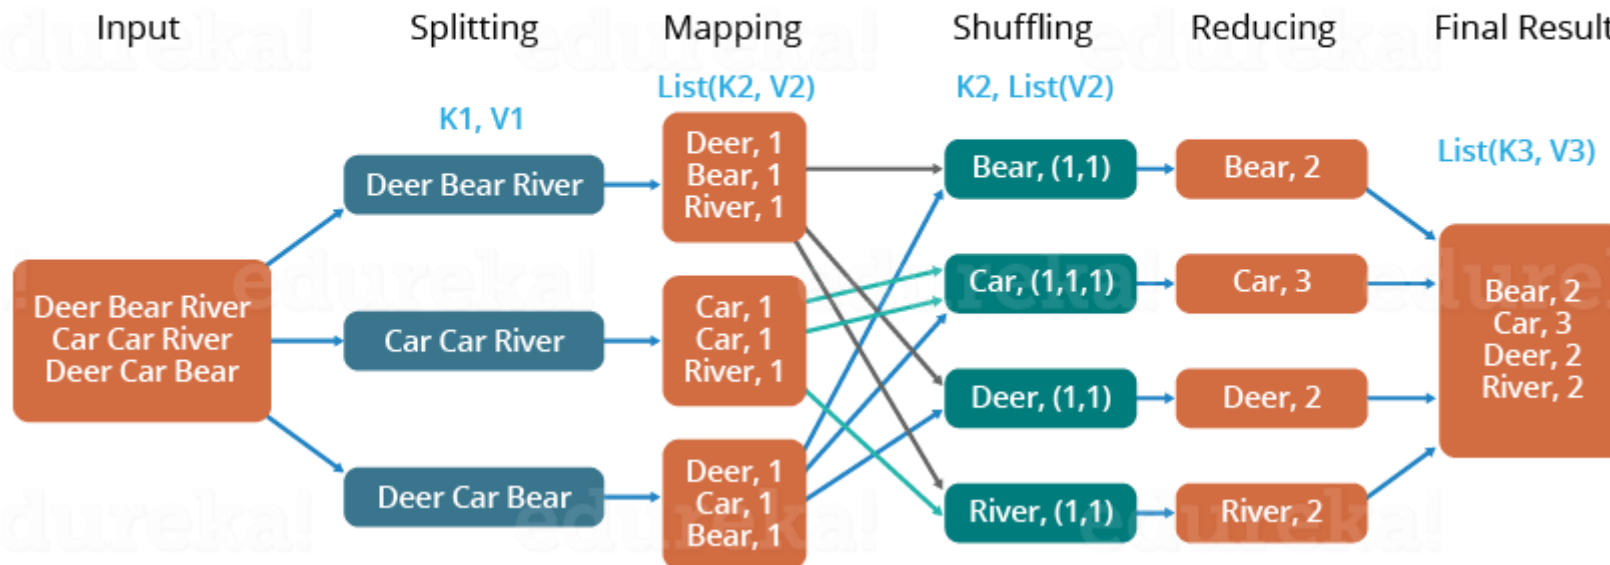 Input
Splitting
Mapping
Shuffling
Reducing
Final Result
K1, V1
List(K2, V2)
K2, List(V2)
List(K3, V3)
Deer Bear River
Car Car River
Deer Car Bear
Deer Bear River
Car Car River
Deer Car Bear
Deer, 1
Bear, 1
River, 1
Car, 1
Car, 1
River, 1
Deer, 1
Car, 1
Bear, 1
Bear, (1,1)
Car, (1,1,1)
Deer, (1,1)
River, (1,1)
Bear, 2
Car, 3
Deer, 2
River, 2
Bear, 2
Car, 3
Deer, 2
River, 2
edureka!